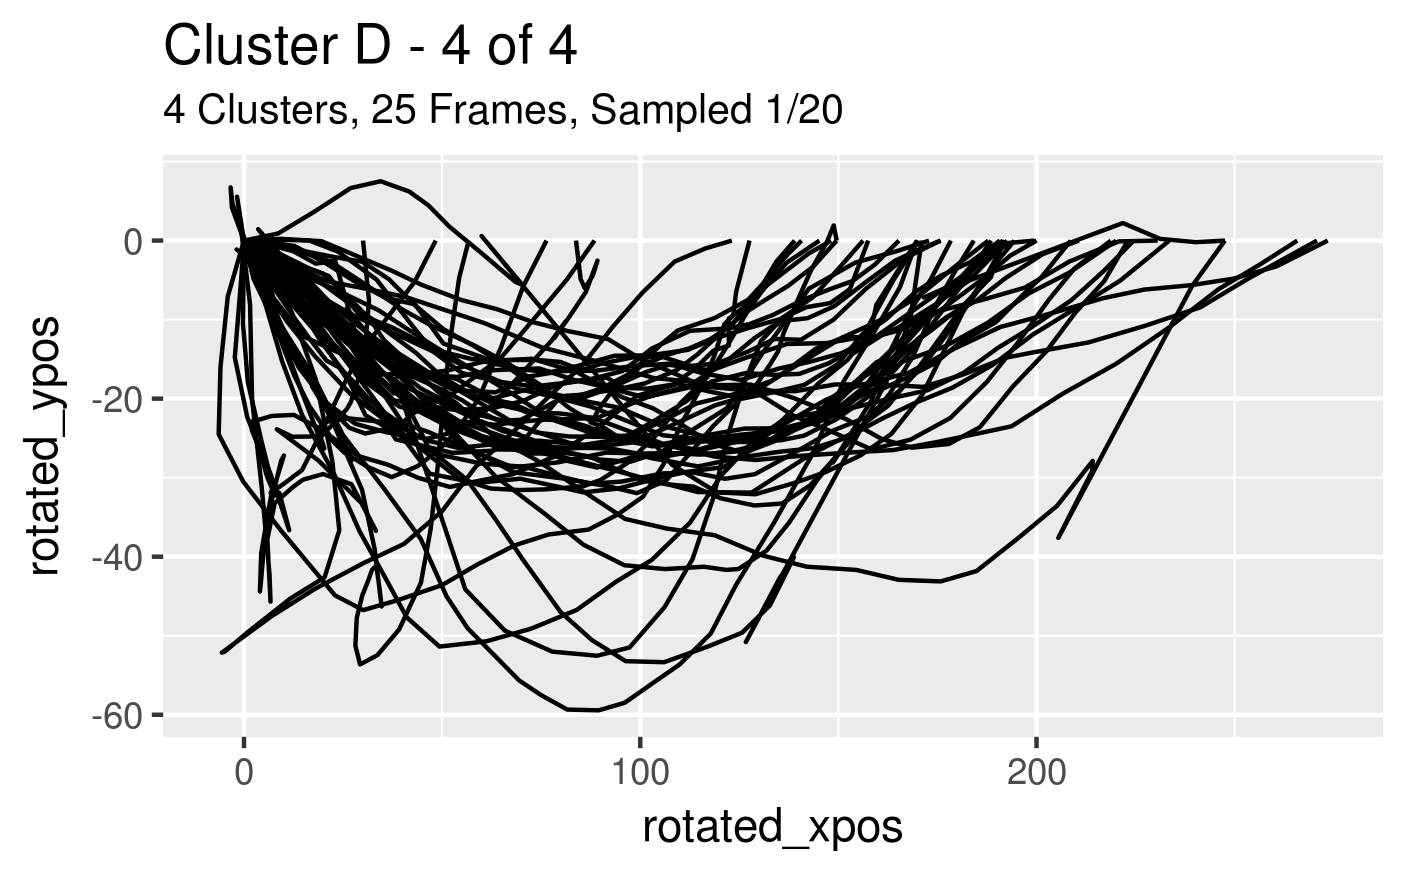 Cluster D - 4 of 4
4 Clusters, 25 Frames, Sampled 1/20
rotated_ypos
0
-20
-40
-60
0 100 200
rotated_xpos